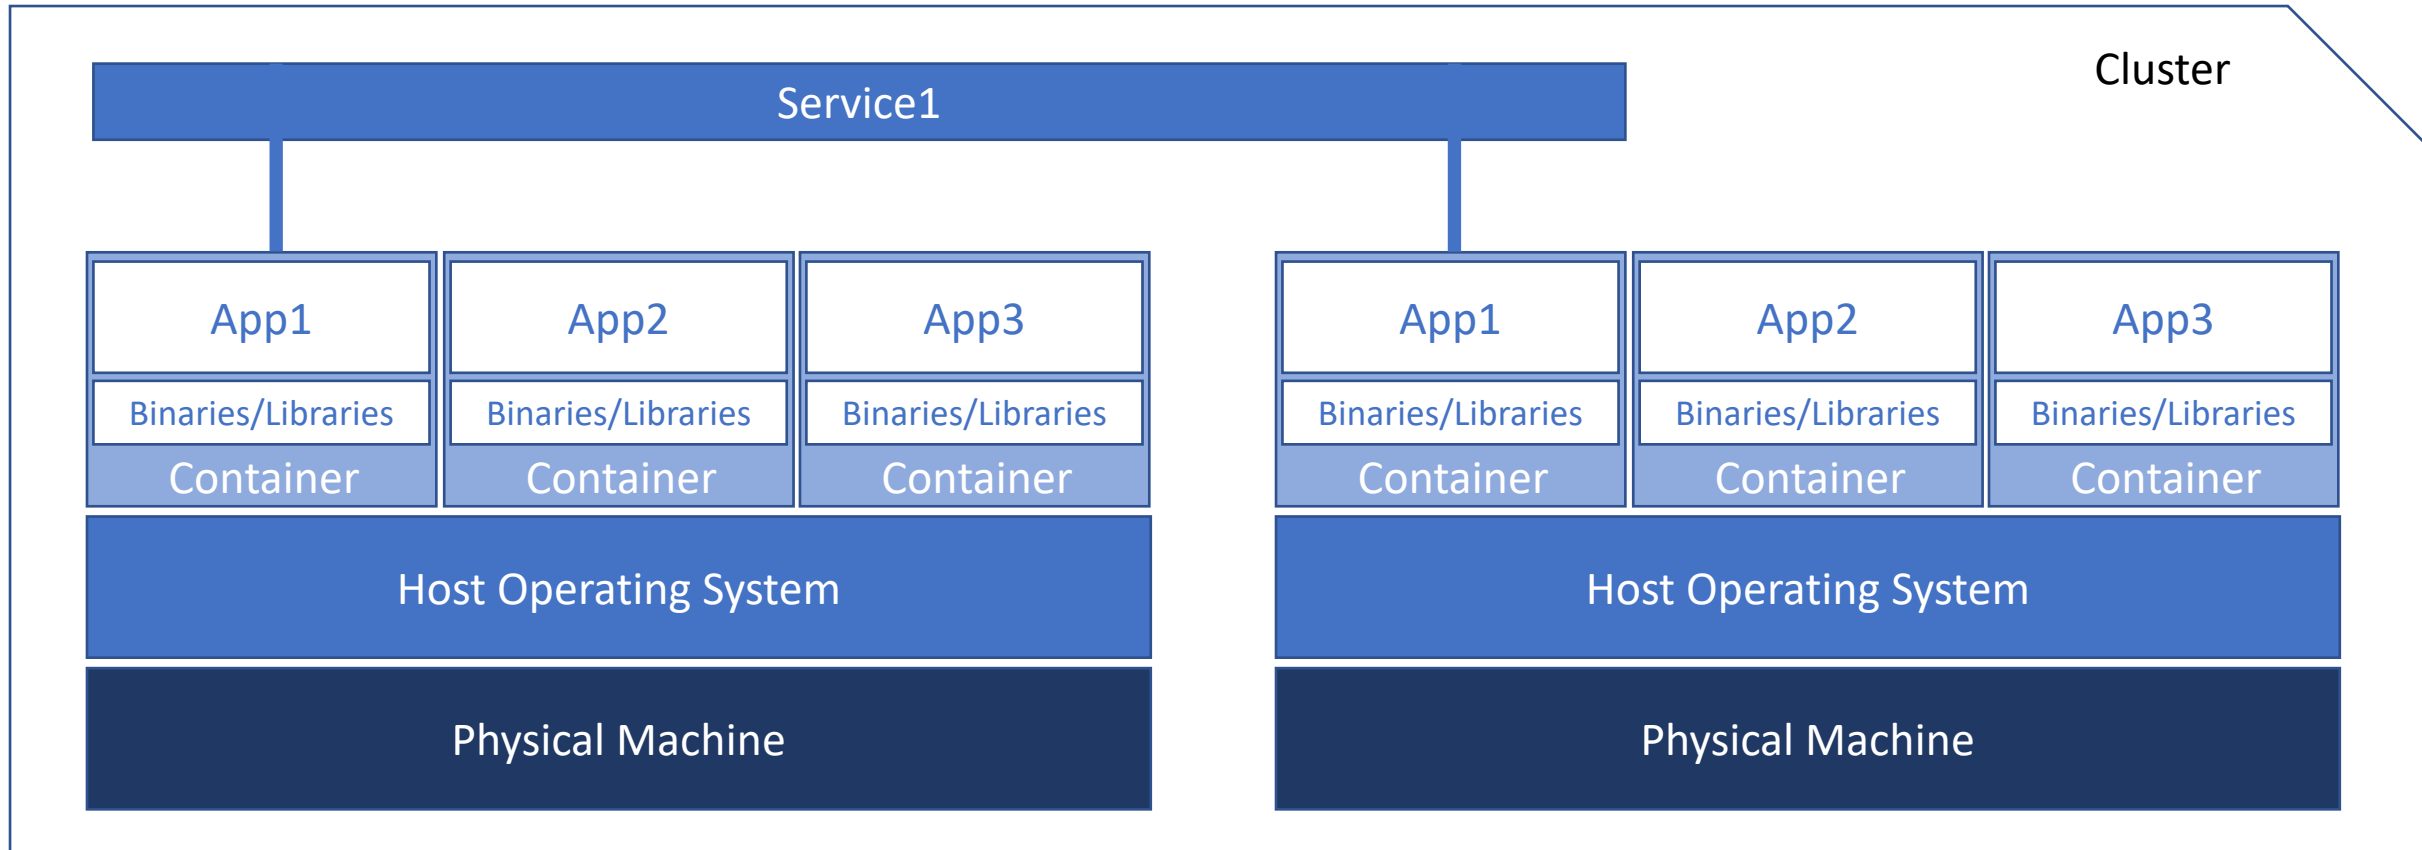 Cluster
Service1
App1 App2 App3 App1 App2 App3
Binaries/Libraries Binaries/Libraries Binaries/Libraries Binaries/Libraries Binaries/Libraries Binaries/Libraries
Container Container Container Container Container Container
Host Operating System Host Operating System
Physical Machine Physical Machine